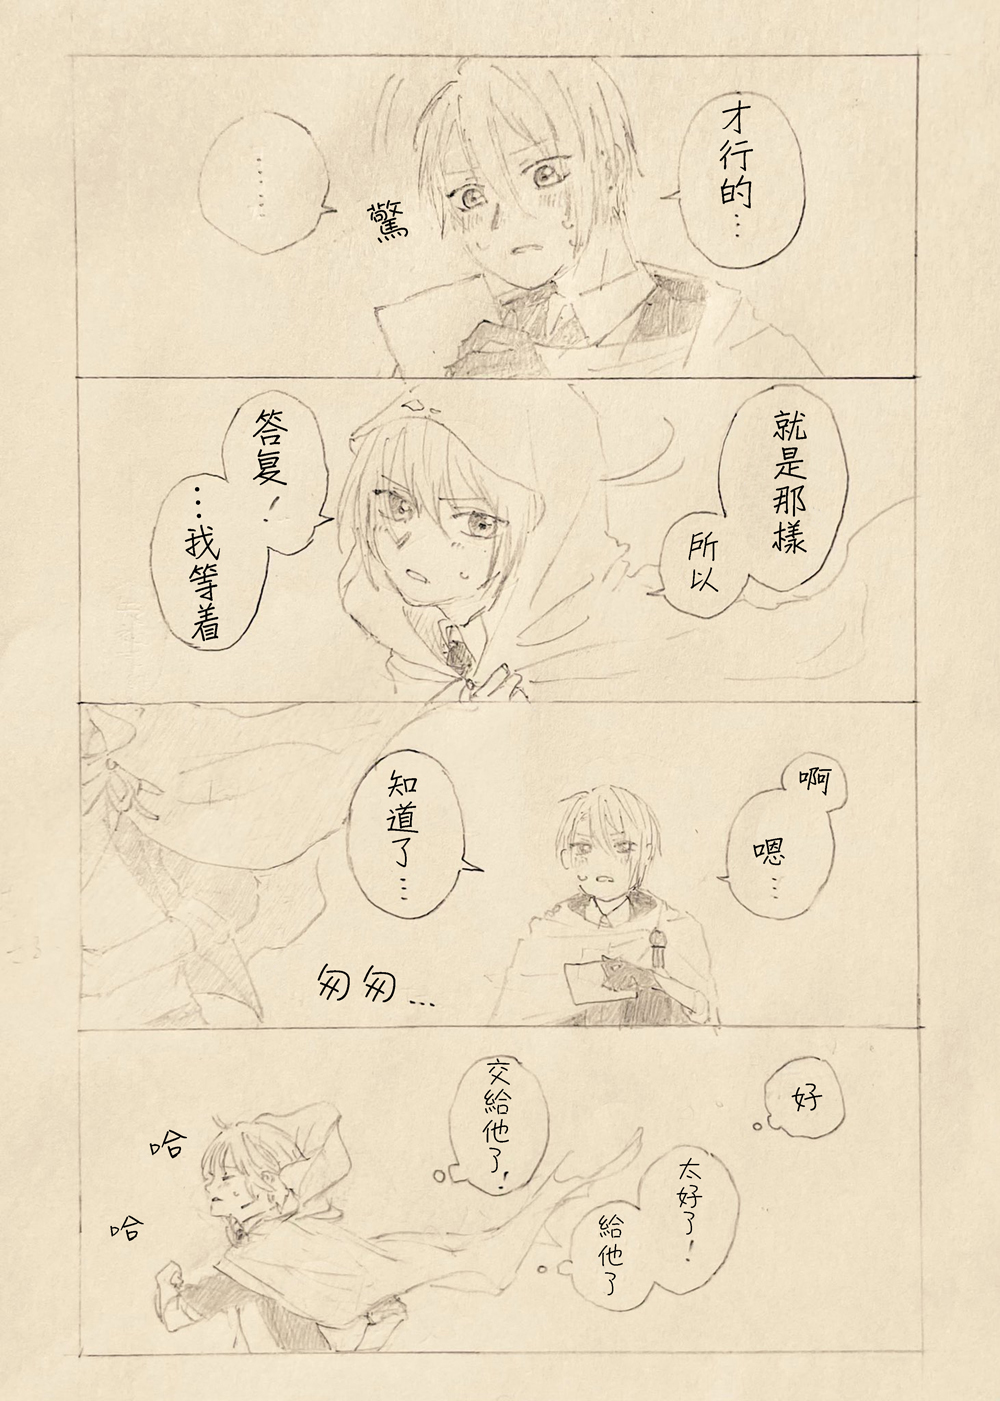 才行的…
……
驚
就是那樣
所以
答复！
…我等着
啊
嗯…
知道了…
匆匆…
好
太好了！
給他了
交給他了！
哈
哈